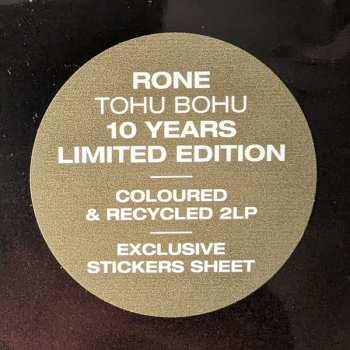 RONE
TOHU BOHU
10 YEARS
LIMITED EDITION
COLOURED
& RECYCLED 2LP
EXCLUSIVE
STICKERS SHEET